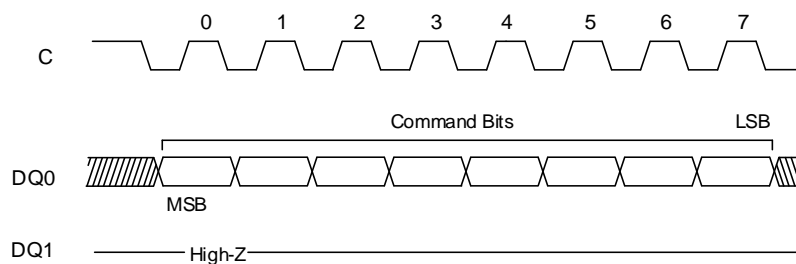 0 1 2 3 4 5 6 7
C
Command Bits LSB
DQ0
MSB
DQ1 High-Z